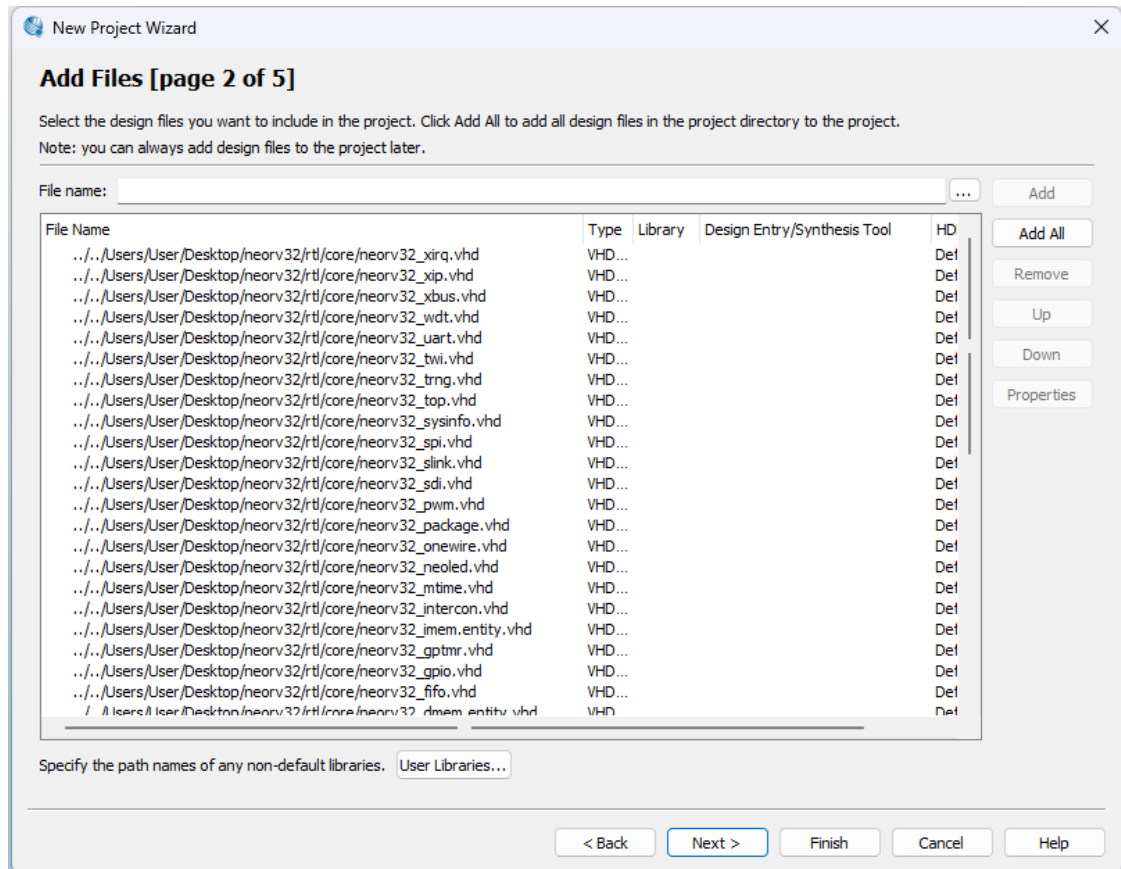 New Project Wizard
Add Files [page 2 of 5]
Select the design files you want to include in the project. Click Add All to add all design files in the project directory to the project.
Note: you can always add design files to the project later.
File name: ... Add
File Name Type Library Design Entry/Synthesis Tool HD Add All
../../Users/User/Desktop/neorv32/rtl/core/neorv32_xirq.vhd VHD... Def
../../Users/User/Desktop/neorv32/rtl/core/neorv32_xip.vhd VHD... Def Remove
../../Users/User/Desktop/neorv32/rtl/core/neorv32_xbus.vhd VHD... Def
../../Users/User/Desktop/neorv32/rtl/core/neorv32_wdt.vhd VHD... Def Up
../../Users/User/Desktop/neorv32/rtl/core/neorv32_uart.vhd VHD... Def
../../Users/User/Desktop/neorv32/rtl/core/neorv32_twi.vhd VHD... Def Down
../../Users/User/Desktop/neorv32/rtl/core/neorv32_trng.vhd VHD... Def
../../Users/User/Desktop/neorv32/rtl/core/neorv32_top.vhd VHD... Def Properties
../../Users/User/Desktop/neorv32/rtl/core/neorv32_sysinfo.vhd VHD... Def
../../Users/User/Desktop/neorv32/rtl/core/neorv32_spi.vhd VHD... Def
../../Users/User/Desktop/neorv32/rtl/core/neorv32_slink.vhd VHD... Def
../../Users/User/Desktop/neorv32/rtl/core/neorv32_sdi.vhd VHD... Def
../../Users/User/Desktop/neorv32/rtl/core/neorv32_pwm.vhd VHD... Def
../../Users/User/Desktop/neorv32/rtl/core/neorv32_package.vhd VHD... Def
../../Users/User/Desktop/neorv32/rtl/core/neorv32_onewire.vhd VHD... Def
../../Users/User/Desktop/neorv32/rtl/core/neorv32_neoled.vhd VHD... Def
../../Users/User/Desktop/neorv32/rtl/core/neorv32_mtime.vhd VHD... Def
../../Users/User/Desktop/neorv32/rtl/core/neorv32_intercon.vhd VHD... Def
../../Users/User/Desktop/neorv32/rtl/core/neorv32_imem.entity.vhd VHD... Def
../../Users/User/Desktop/neorv32/rtl/core/neorv32_gptmr.vhd VHD... Def
../../Users/User/Desktop/neorv32/rtl/core/neorv32_gpio.vhd VHD... Def
../../Users/User/Desktop/neorv32/rtl/core/neorv32_fifo.vhd VHD... Def
../../Users/User/Desktop/neorv32/rtl/core/neorv32_dmem.entity.vhd VHD... Def
Specify the path names of any non-default libraries. User Libraries...
< Back Next > Finish Cancel Help